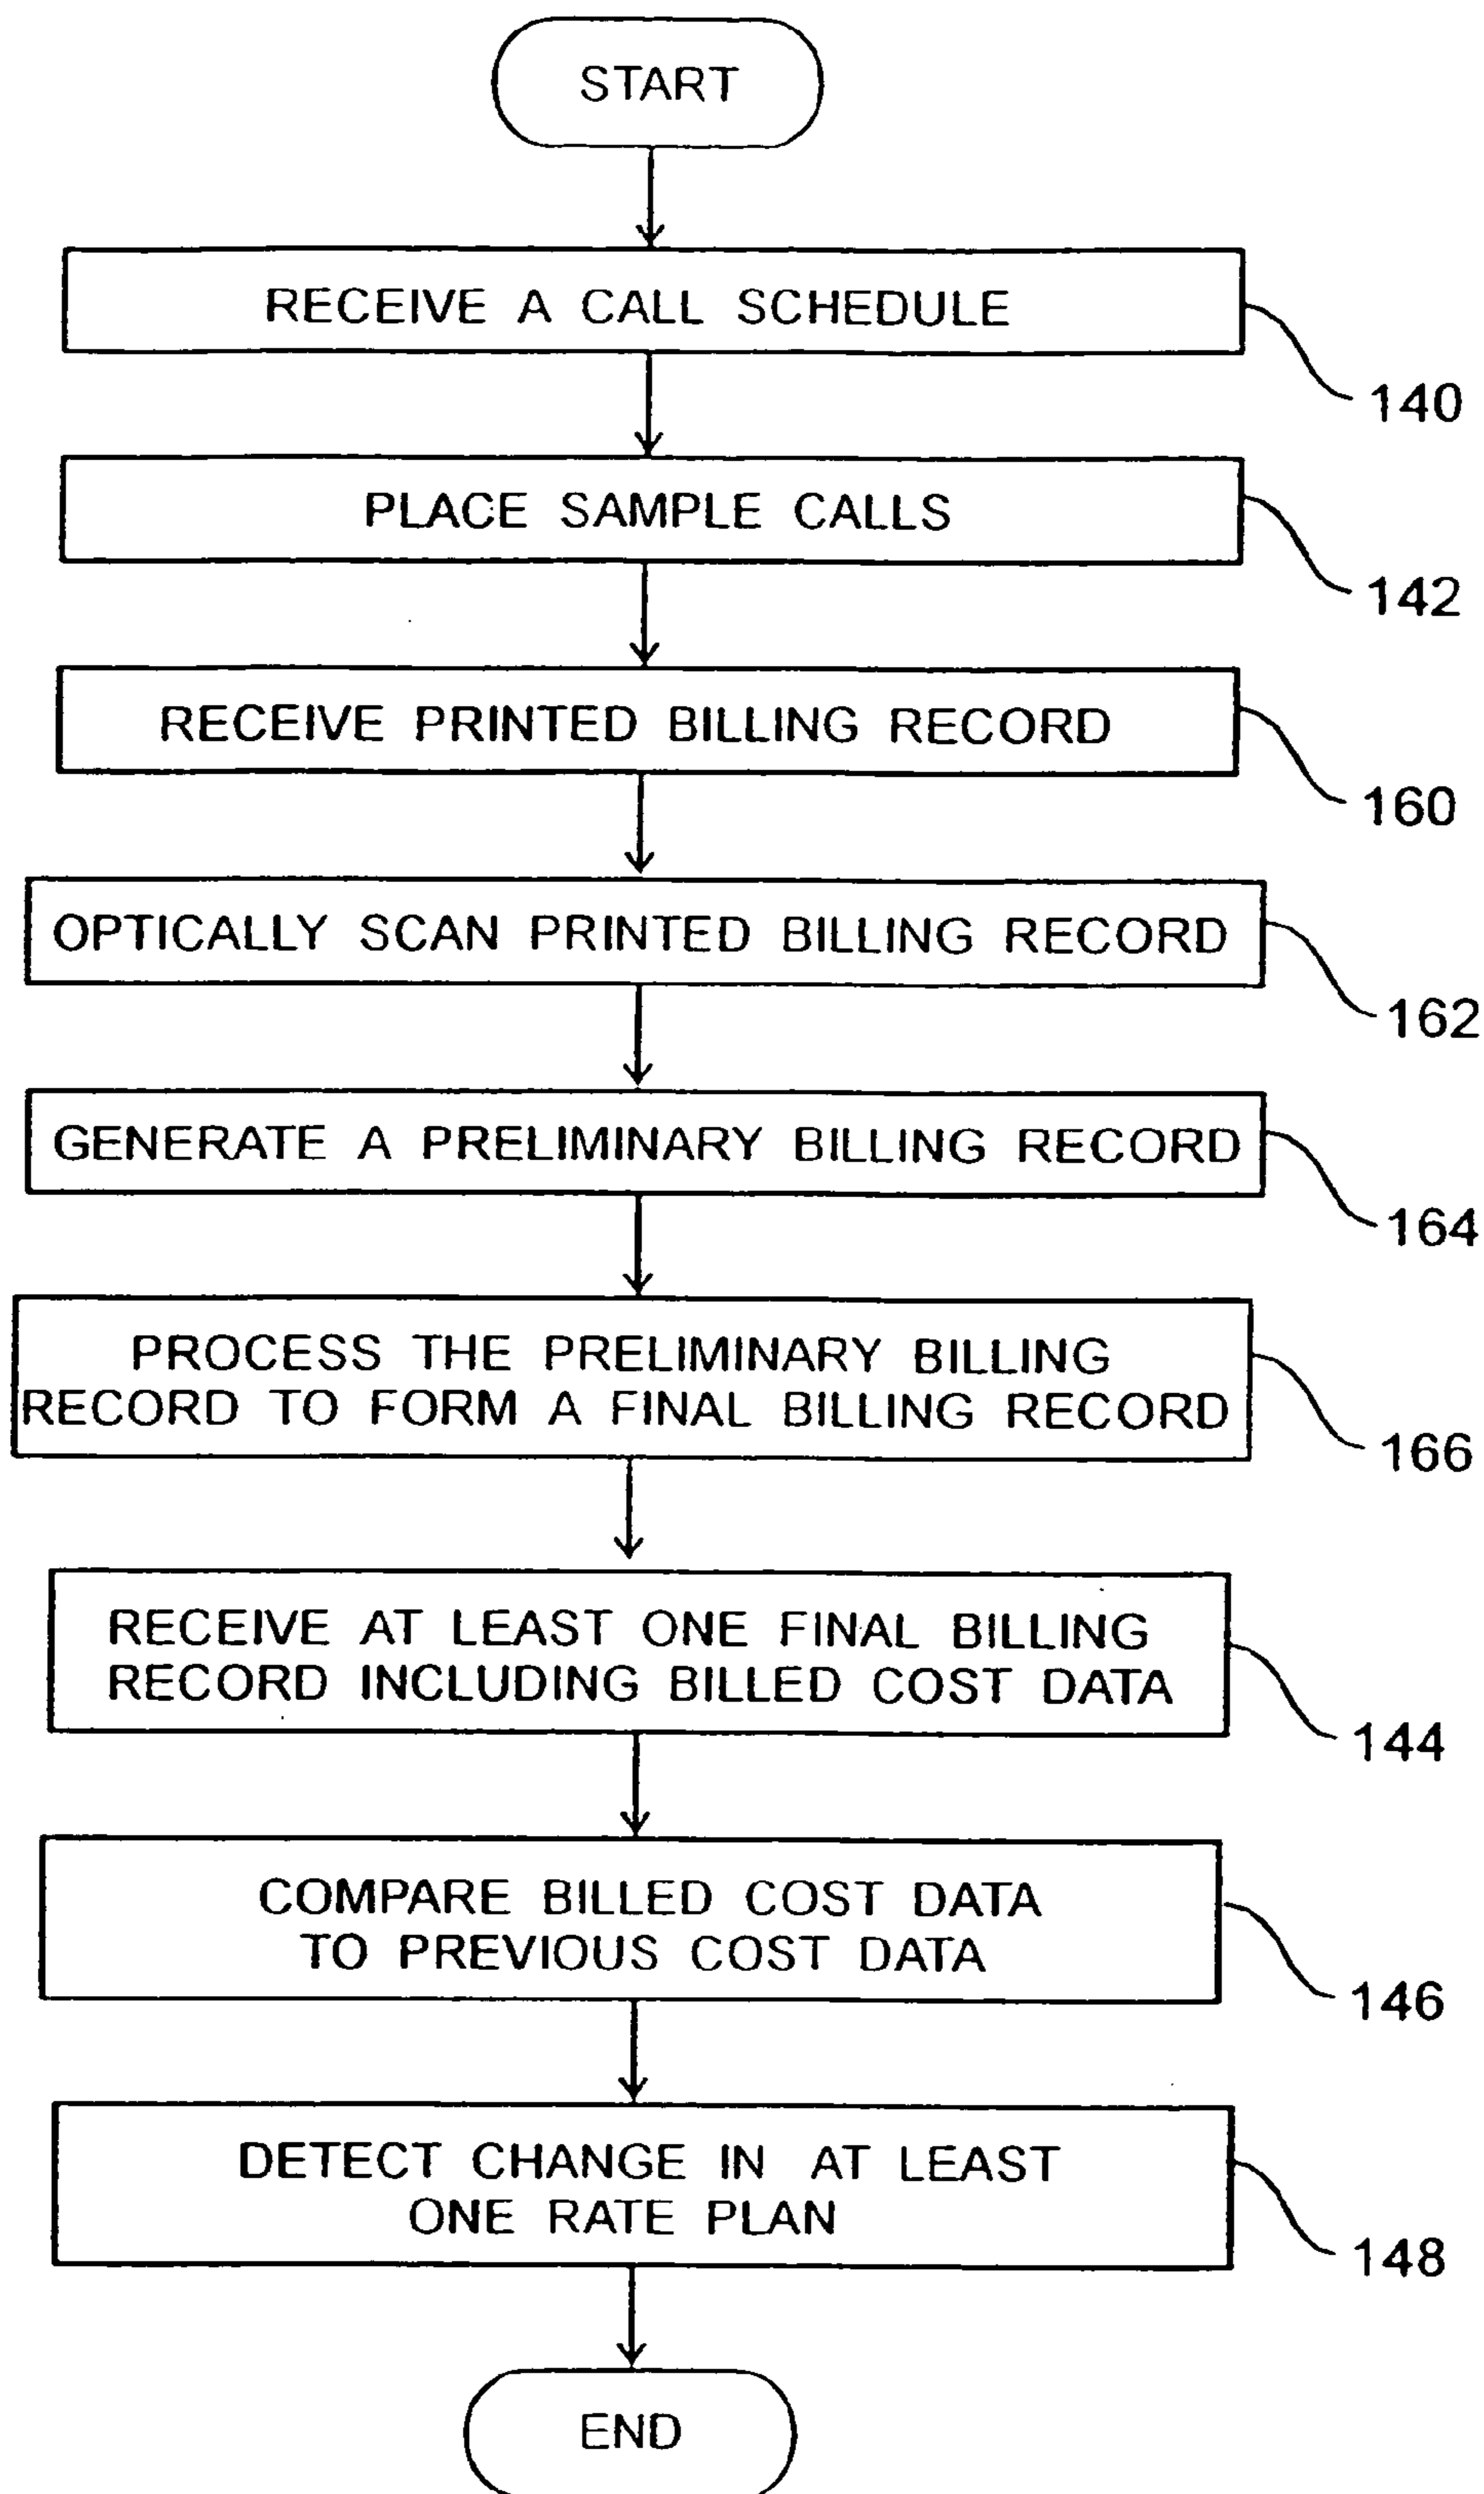 START
RECEIVE A CALL SCHEDULE
140
PLACE SAMPLE CALLS
142
RECEIVE PRINTED BILLING RECORD
160
OPTICALLY SCAN PRINTED BILLING RECORD
162
GENERATE A PRELIMINARY BILLING RECORD
164
PROCESS THE PRELIMINARY BILLING
RECORD TO FORM A FINAL BILLING RECORD
166
RECEIVE AT LEAST ONE FINAL BILLING
RECORD INCLUDING BILLED COST DATA
144
COMPARE BILLED COST DATA
TO PREVIOUS COST DATA
146
DETECT CHANGE IN AT LEAST
ONE RATE PLAN
148
END